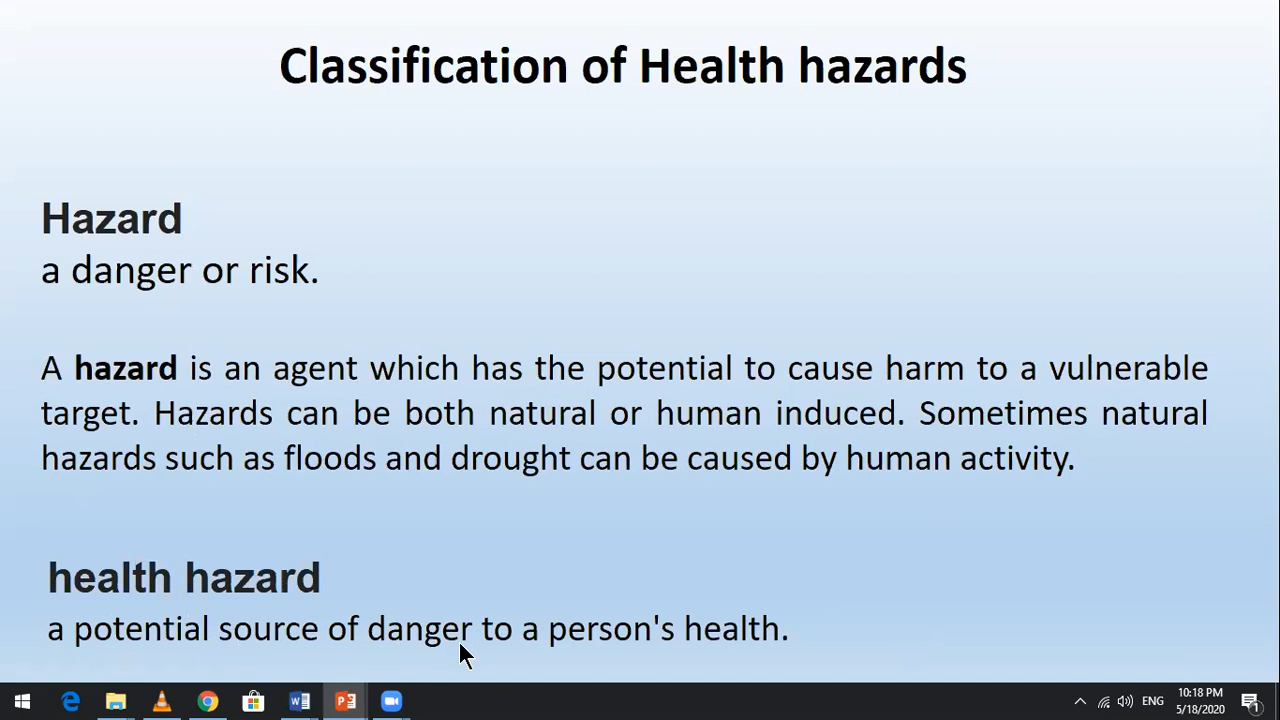 Classification of Health hazards
Hazard
a danger or risk.
A hazard is an agent which has the potential to cause harm to a vulnerable
target. Hazards can be both natural or human induced. Sometimes natural
hazards such as floods and drought can be caused by human activity.
health hazard
a potential source of danger to a person's health.
ENG
10:18 PM
5/18/2020
1